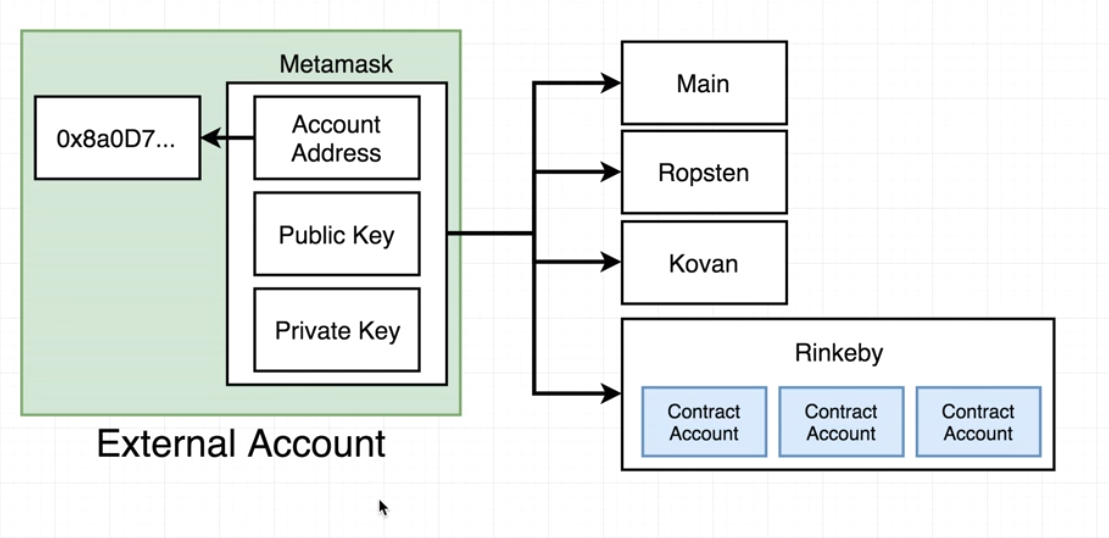 Metamask
0x8a0D7...
Account
Address
Public Key
Private Key
External Account
Main
Ropsten
Kovan
Rinkeby
Contract
Account
Contract
Account
Contract
Account